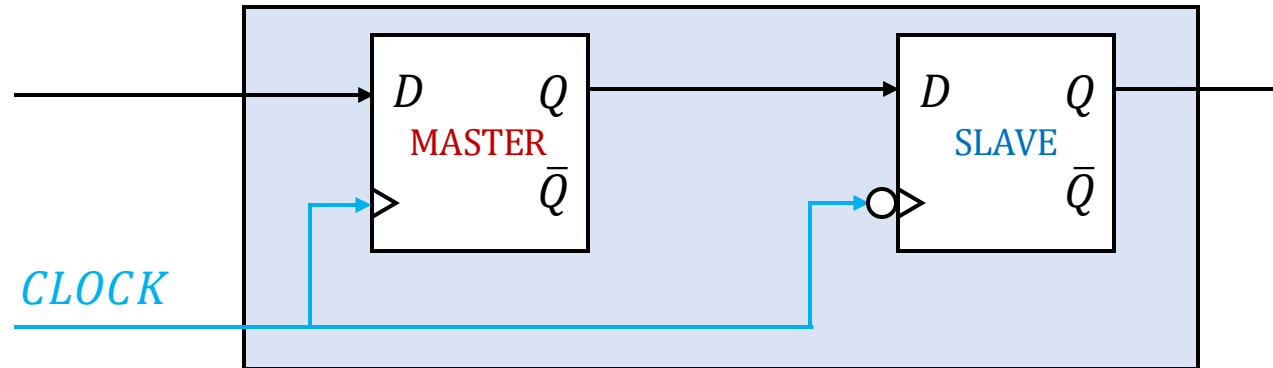 D Q
MASTER
Q̅
D Q
SLAVE
Q̅
CLOCK